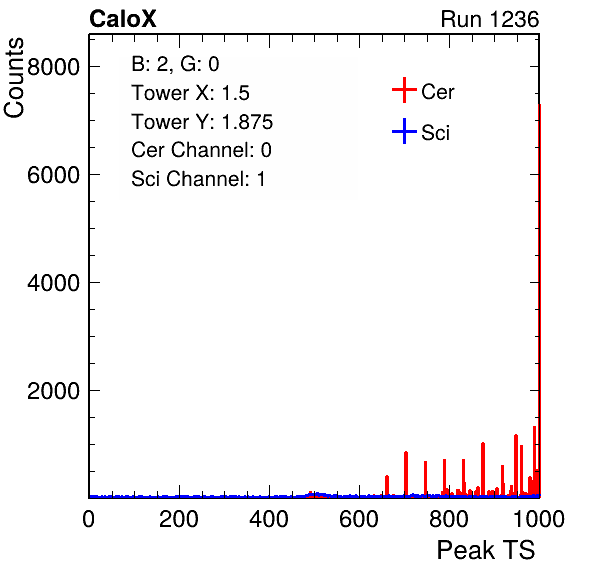 CaloX Run 1236
Counts
8000
6000
4000
2000
B: 2, G: 0
Tower X: 1.5
Tower Y: 1.875
Cer Channel: 0
Sci Channel: 1
Cer
Sci
0 200 400 600 800 1000
Peak TS